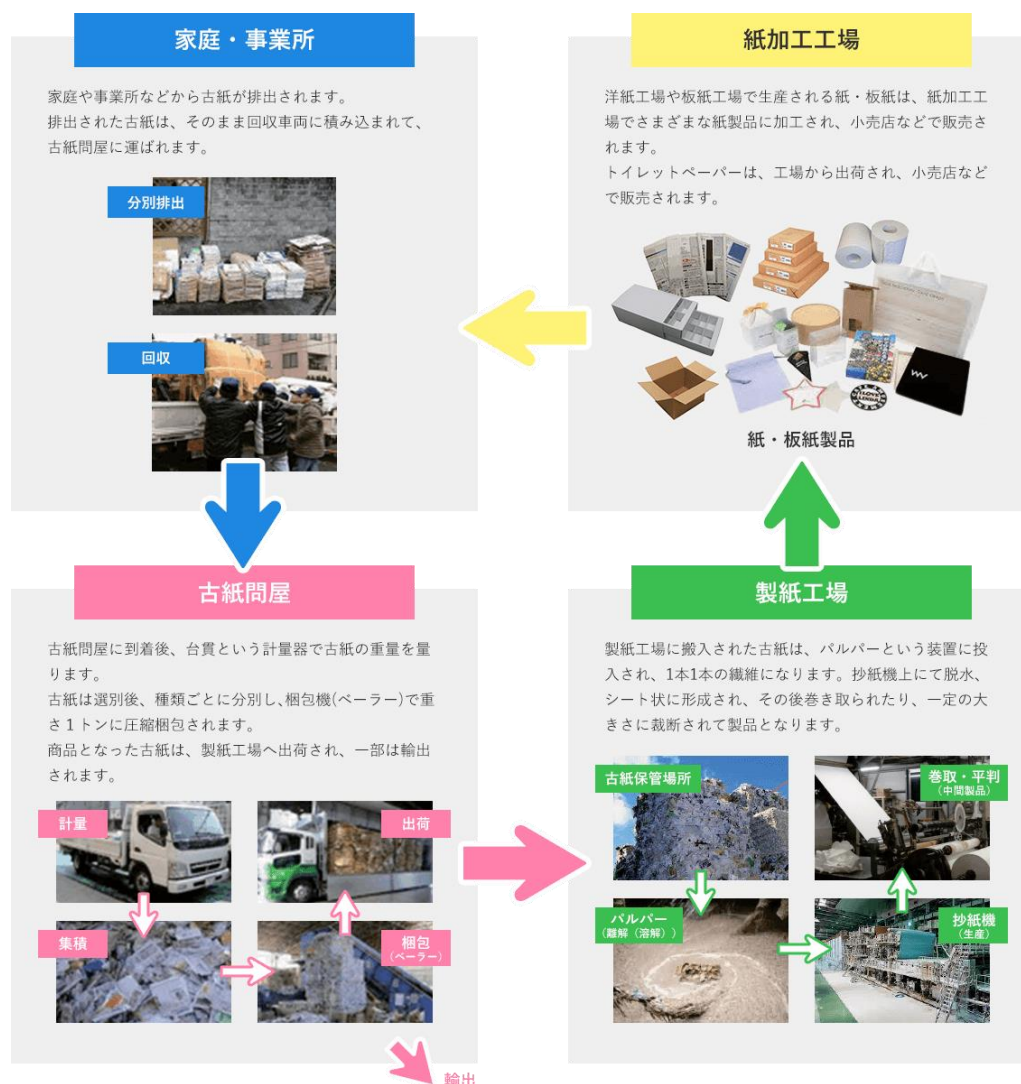 家庭・事業所
家庭や事業所などから古紙が排出されます。
排出された古紙は、そのまま回収車両に積み込まれて、
古紙問屋に運ばれます。
分別排出
回収
紙加工工場
洋紙工場や板紙工場で生産される紙・板紙は、紙加工工
場でさまざまな紙製品に加工され、小売店などで販売さ
れます。
トイレットペーパーは、工場から出荷され、小売店など
で販売されます。
I LOVE
紙・板紙製品
古紙問屋
古紙問屋に到着後、台貫という計量器で古紙の重量を量
ります。
古紙は選別後、種類ごとに分別し、梱包機(ベーラー)で重
さ１トンに圧縮梱包されます。
商品となった古紙は、製紙工場へ出荷され、一部は輸出
されます。
計量
出荷
集積
梱包
(ベーラー)
輸出
製紙工場
製紙工場に搬入された古紙は、パルパーという装置に投
入され、1本1本の繊維になります。抄紙機上にて脱水、
シート状に形成され、その後巻き取られたり、一定の大
きさに裁断されて製品となります。
古紙保管場所
巻取・平判
(中間製品)
パルパー
(離解（溶解）)
抄紙機
(生産)